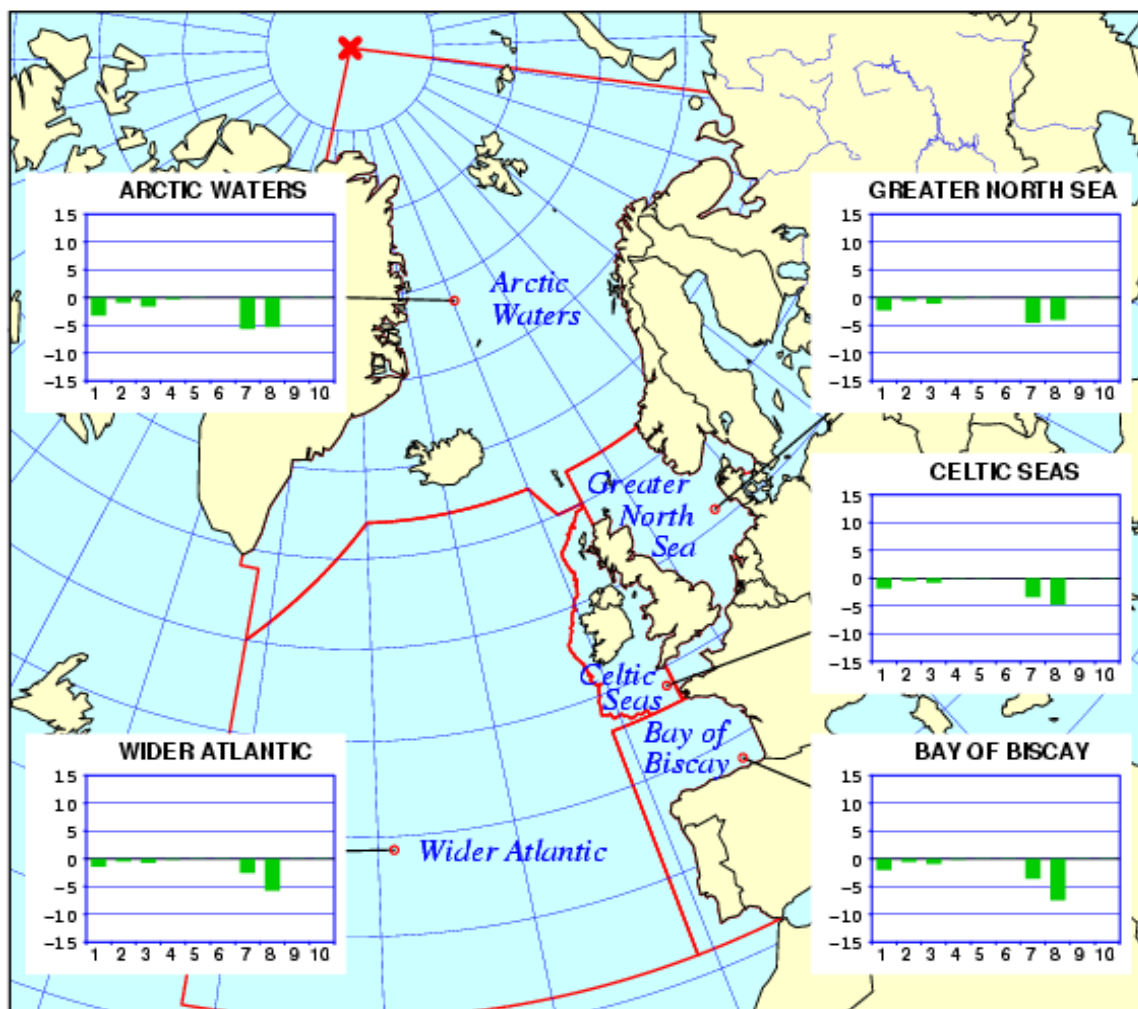 ARCTIC WATERS
15
10
5
0
−5
−10
−15
1 2 3 4 5 6 7 8 9 10
GREATER NORTH SEA
15
10
5
0
−5
−10
−15
1 2 3 4 5 6 7 8 9 10
Arctic
Waters
Greater
North
Sea
CELTIC SEAS
15
10
5
0
−5
−10
−15
1 2 3 4 5 6 7 8 9 10
Celtic
Seas
Bay of
Biscay
WIDER ATLANTIC
15
10
5
0
−5
−10
−15
1 2 3 4 5 6 7 8 9 10
Wider Atlantic
BAY OF BISCAY
15
10
5
0
−5
−10
−15
1 2 3 4 5 6 7 8 9 10